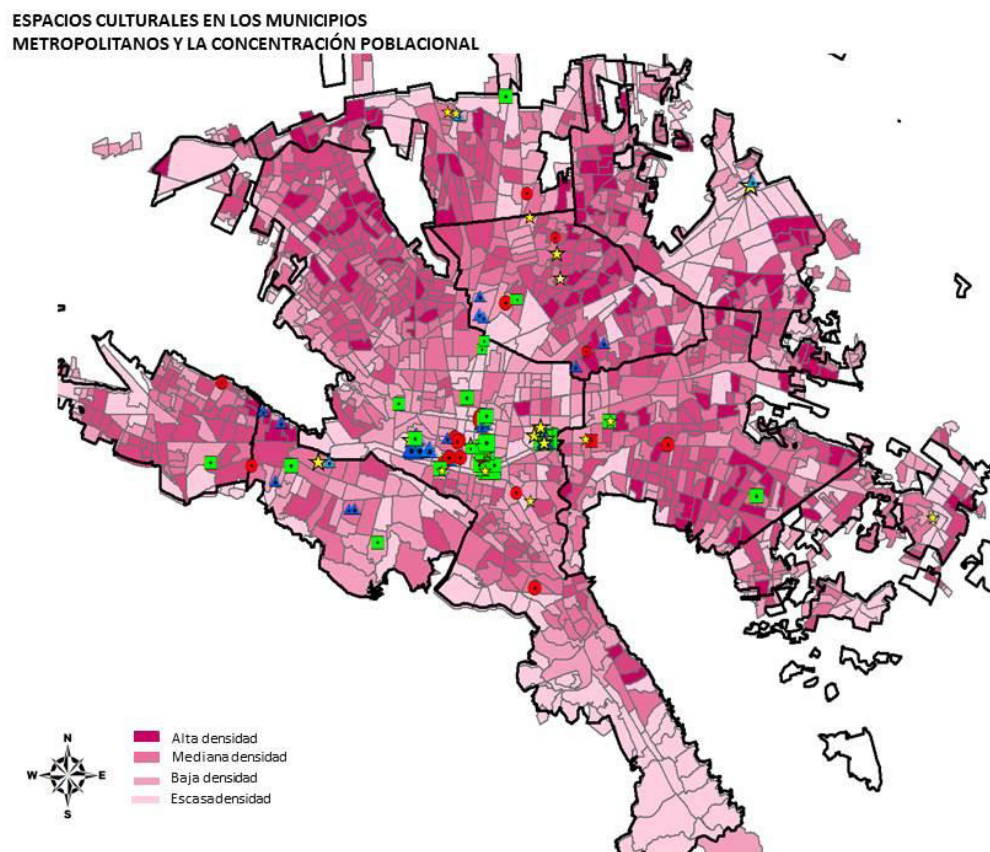 ESPACIOS CULTURALES EN LOS MUNICIPIOS
METROPOLITANOS Y LA CONCENTRACIÓN POBLACIONAL
N
W E
S
Alta densidad
Mediana densidad
Baja densidad
Escasa densidad